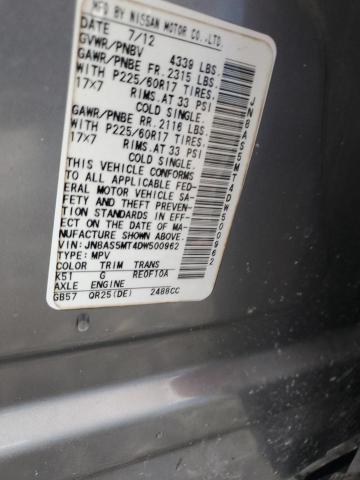 MFD BY NISSAN MOTOR CO.,LTD.
DATE 7/12
GVWR/PNBV 4339 LBS.
GAWR/PNBE FR. 2315 LBS.
WITH P225/60R17 TIRES,
17X7 RIMS.AT 33 PSI
COLD SINGLE.
GAWR/PNBE RR. 2116 LBS.
WITH P225/60R17 TIRES,
17X7 RIMS.AT 33 PSI
COLD SINGLE.
THIS VEHICLE CONFORMS
TO ALL APPLICABLE FED-
ERAL MOTOR VEHICLE SA-
FETY AND THEFT PREVEN-
TION STANDARDS IN EFF-
ECT ON THE DATE OF MA-
NUFACTURE SHOWN ABOVE.
VIN:JN8AS5MT4DW500962
TYPE:MPV
COLOR TRIM TRANS
K51 G RE0F10A
AXLE ENGINE
GB57 QR25(DE) 2488CC
JN8AS5MT4DW500962